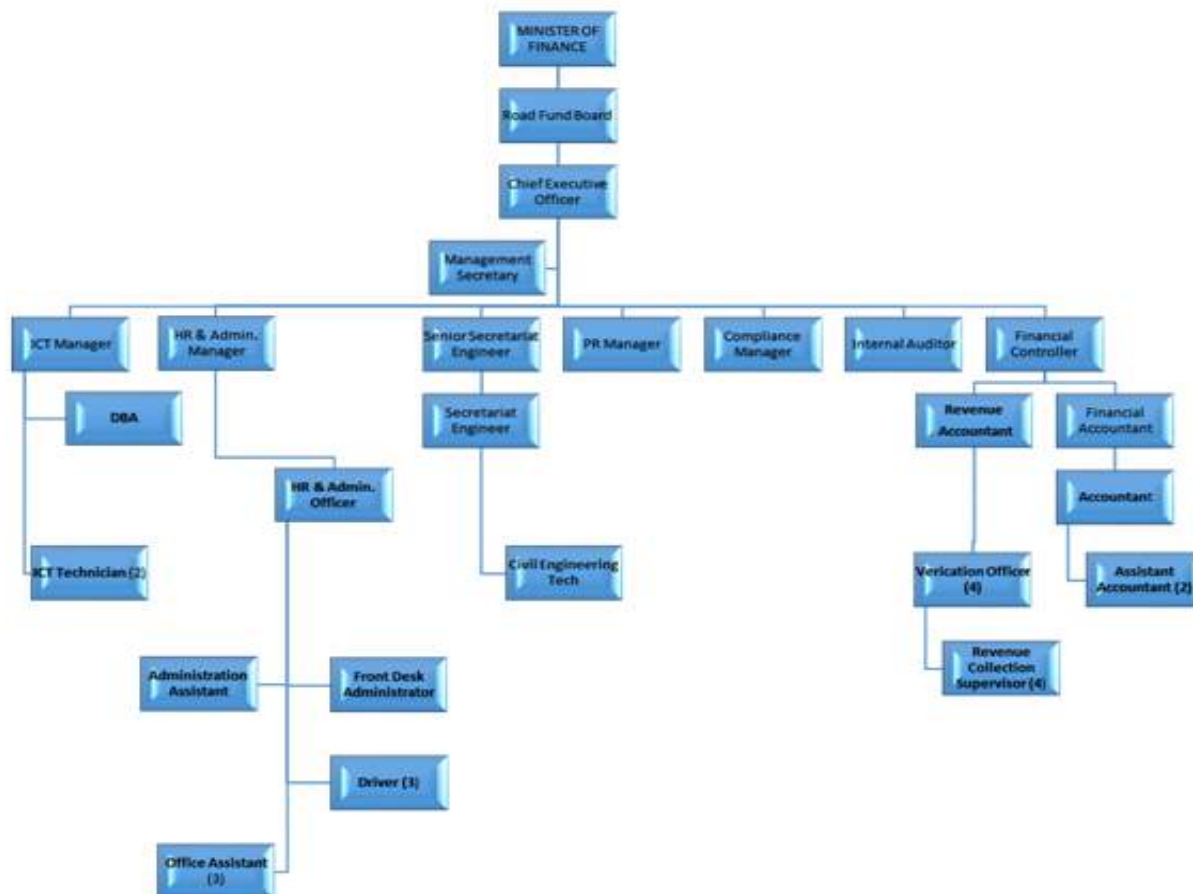 MINISTER OF
FINANCE
Road Fund Board
Chief Executive
Officer
Management
Secretary
ICT Manager
HR & Admin.
Manager
Senior Secretariat
Engineer
PR Manager
Compliance
Manager
Internal Auditor
Financial
Controller
DBA
Secretariat
Engineer
Revenue
Accountant
Financial
Accountant
HR & Admin.
Officer
Accountant
ICT Technician (2)
Civil Engineering
Tech
Verication Officer
(4)
Assistant
Accountant (2)
Revenue
Collection
Supervisor (4)
Administration
Assistant
Front Desk
Administrator
Driver (3)
Office Assistant
(3)